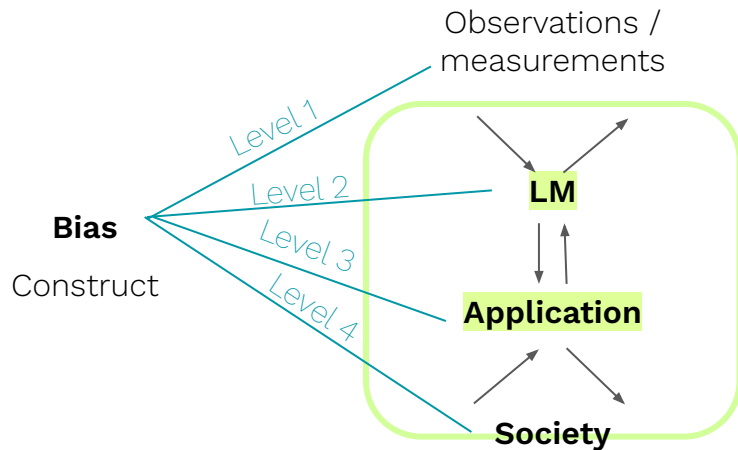 Observations /
measurements
Level 1
Level 2
LM
Bias
Level 3
Construct
Level 4
Application
Society